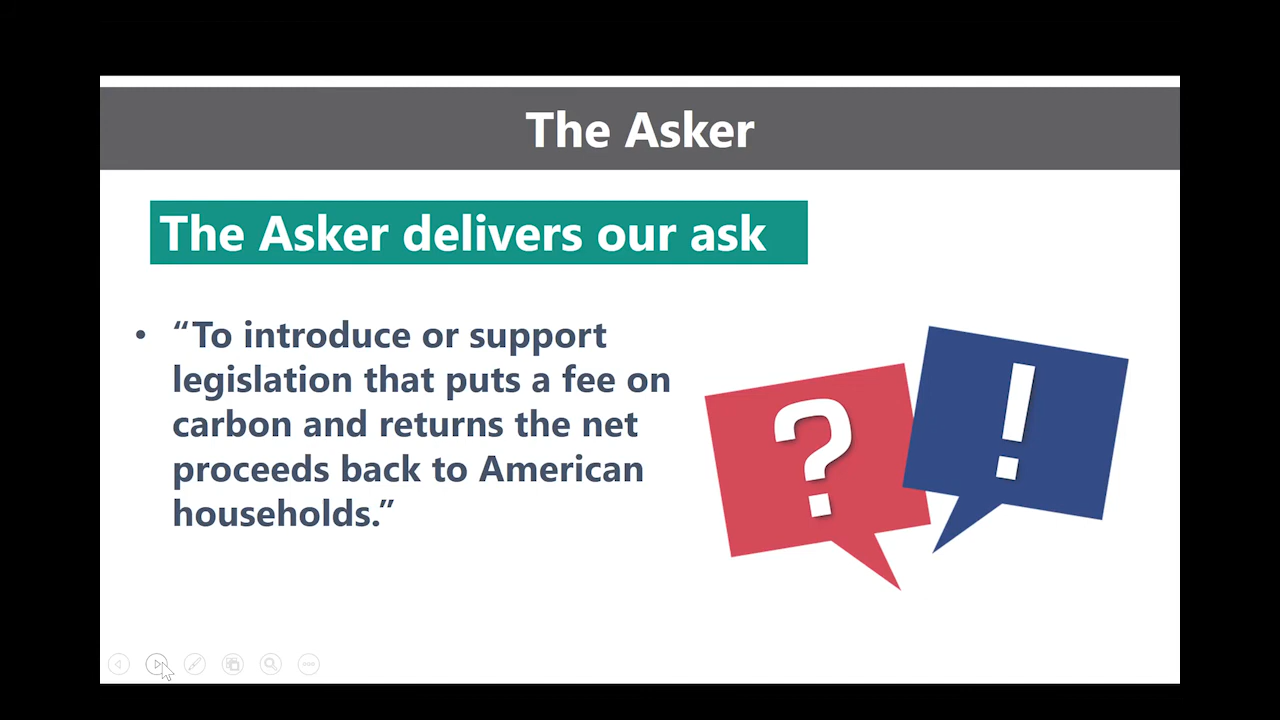 The Asker
The Asker delivers our ask
• “To introduce or support
legislation that puts a fee on
carbon and returns the net
proceeds back to American
households.”
? !